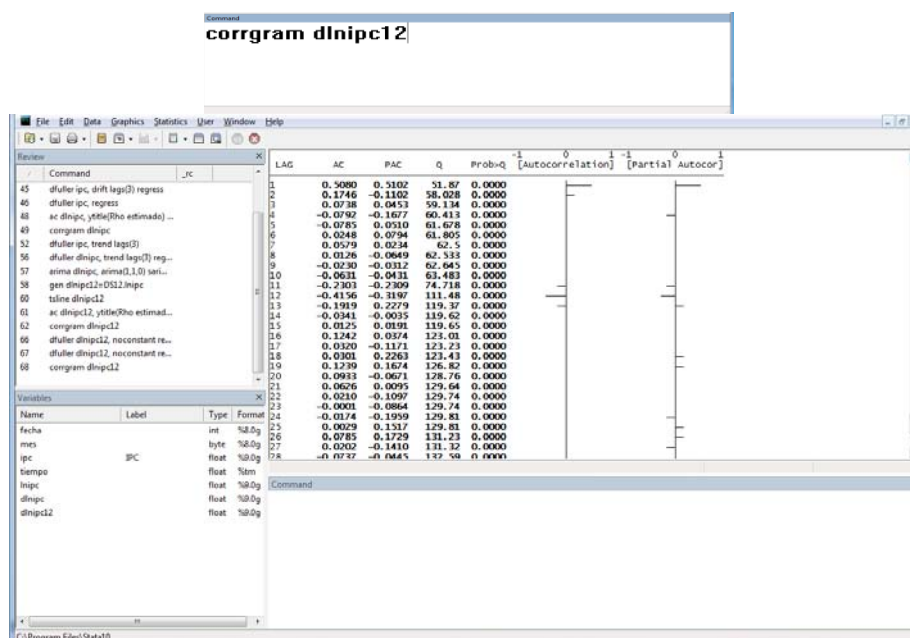 Command
corrgram dlnipc12
File Edit Data Graphics Statistics User Window Help
Review
Command _rc
45 dfuller ipc, drift lags(3) regress
46 dfuller ipc, regress
48 ac dlnipc, ytitle(Rho estimado) ...
49 corrgram dlnipc
52 dfuller ipc, trend lags(3)
56 dfuller dlnipc, trend lags(3) reg...
57 arima dlnipc, arima(1,1,0) sari...
58 gen dlnipc12=DS12.lnipc
60 tsline dlnipc12
61 ac dlnipc12, ytitle(Rho estimad...
62 corrgram dlnipc12
66 dfuller dlnipc12, noconstant re...
67 dfuller dlnipc12, noconstant re...
68 corrgram dlnipc12
Variables
Name Label Type Format
fecha int %8.0g
mes byte %8.0g
ipc IPC float %9.0g
tiempo float %tm
lnipc float %9.0g
dlnipc float %9.0g
dlnipc12 float %9.0g
-1 0 1 -1 0 1
LAG AC PAC Q Prob>Q [Autocorrelation] [Partial Autocor]
1 0.5080 0.5102 51.87 0.0000
2 0.1746 -0.1102 58.028 0.0000
3 0.0738 0.0453 59.134 0.0000
4 -0.0792 -0.1677 60.413 0.0000
5 -0.0785 0.0510 61.678 0.0000
6 0.0248 0.0794 61.805 0.0000
7 0.0579 0.0234 62.5 0.0000
8 0.0126 -0.0649 62.533 0.0000
9 -0.0230 -0.0312 62.645 0.0000
10 -0.0631 -0.0431 63.483 0.0000
11 -0.2303 -0.2309 74.718 0.0000
12 -0.4156 -0.3197 111.48 0.0000
13 -0.1919 0.2279 119.37 0.0000
14 -0.0341 -0.0035 119.62 0.0000
15 0.0125 0.0191 119.65 0.0000
16 0.1242 0.0374 123.01 0.0000
17 0.0320 -0.1171 123.23 0.0000
18 0.0301 0.2263 123.43 0.0000
19 0.1239 0.1674 126.82 0.0000
20 0.0933 -0.0671 128.76 0.0000
21 0.0626 0.0095 129.64 0.0000
22 0.0210 -0.1097 129.74 0.0000
23 -0.0001 -0.0864 129.74 0.0000
24 -0.0174 -0.1959 129.81 0.0000
25 0.0029 0.1517 129.81 0.0000
26 0.0785 0.1729 131.23 0.0000
27 0.0202 -0.1410 131.32 0.0000
28 -0.0737 -0.0445 132.59 0.0000
Command
C:\Program Files\Stata10